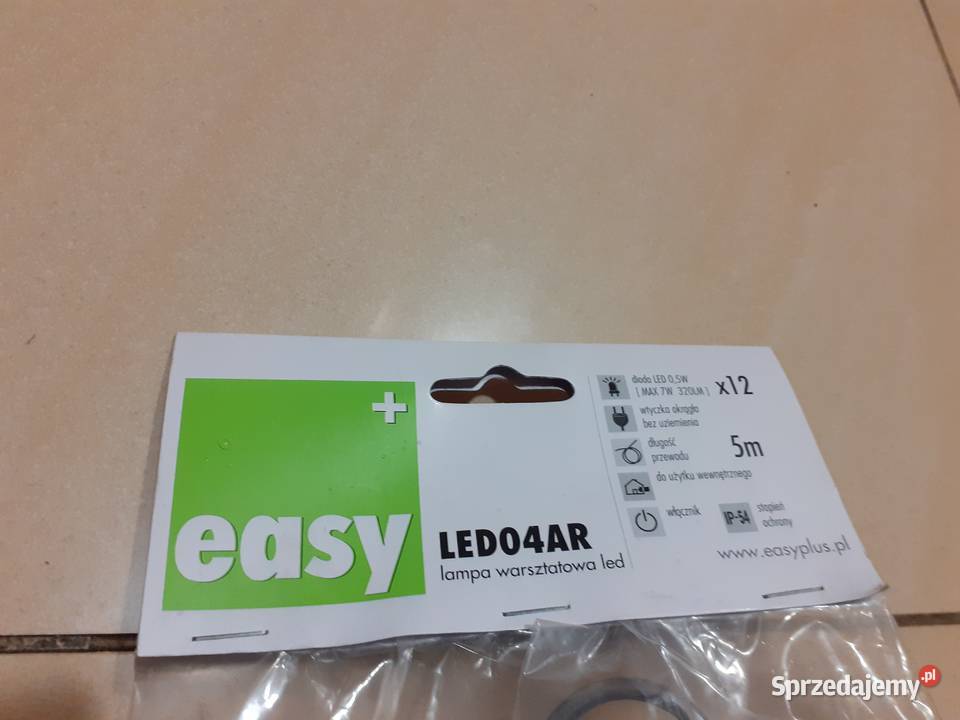 easy+
LED04AR
lampa warsztatowa led
dioda LED 0,5W
[ MAX 7W 320LM ]
x12
wtyczka okrągła
bez uziemienia
długość
przewodu
5m
do użytku wewnętrznego
włącznik
IP-54
stopień
ochrony
www.easyplus.pl
Sprzedajemy.pl